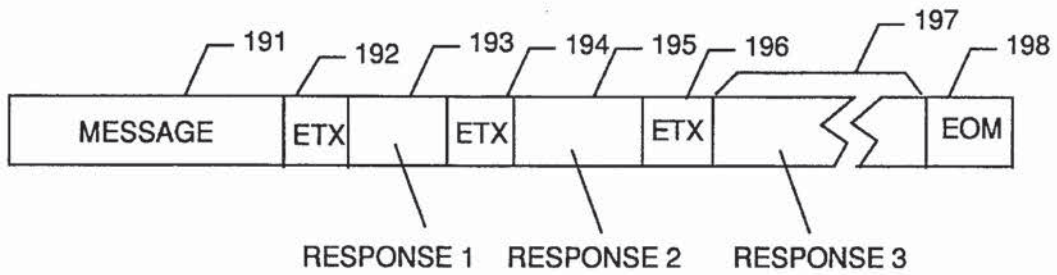 191 192 193 194 195 196 197 198
MESSAGE ETX ETX ETX EOM
RESPONSE 1 RESPONSE 2 RESPONSE 3